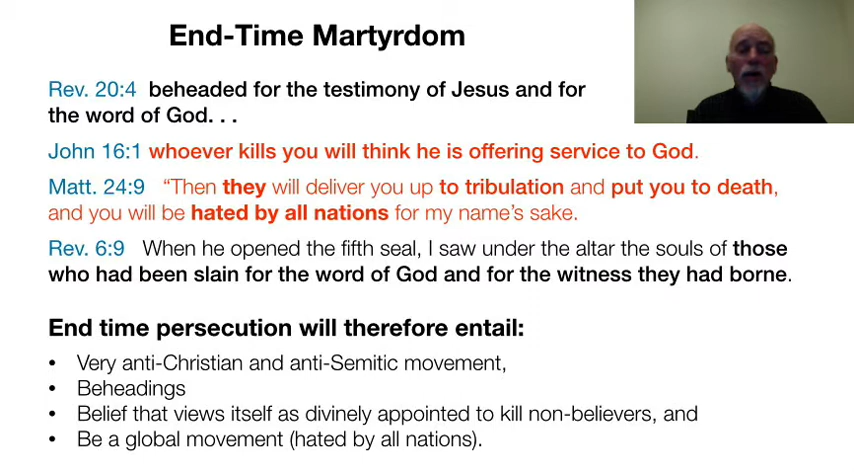 End-Time Martyrdom
Rev. 20:4 beheaded for the testimony of Jesus and for
the word of God. . .
John 16:1 whoever kills you will think he is offering service to God.
Matt. 24:9 “Then they will deliver you up to tribulation and put you to death,
and you will be hated by all nations for my name’s sake.
Rev. 6:9 When he opened the fifth seal, I saw under the altar the souls of those
who had been slain for the word of God and for the witness they had borne.
End time persecution will therefore entail:
• Very anti-Christian and anti-Semitic movement,
• Beheadings
• Belief that views itself as divinely appointed to kill non-believers, and
• Be a global movement (hated by all nations).